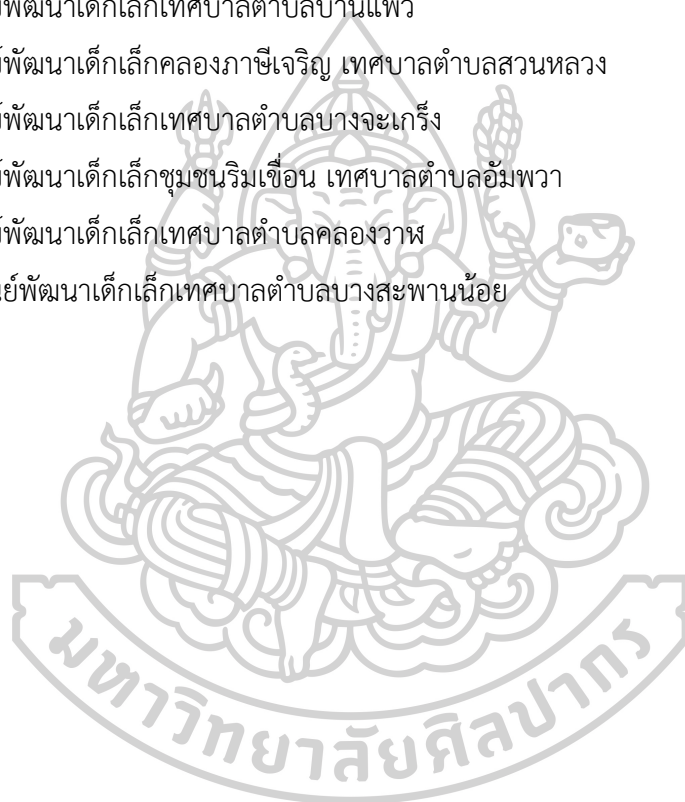 พัฒนาเด็กเล็กเทศบาลตำบลบ้านแพ้ว
พัฒนาเด็กเล็กคลองภาษีเจริญ เทศบาลตำบลสวนหลวง
พัฒนาเด็กเล็กเทศบาลตำบลบางจะเกร็ง
พัฒนาเด็กเล็กชุมชนริมเขื่อน เทศบาลตำบลอัมพวา
พัฒนาเด็กเล็กเทศบาลตำบลคลองวาฬ
นย์พัฒนาเด็กเล็กเทศบาลตำบลบางสะพานน้อย
มหาวิทยาลัยศิลปากร